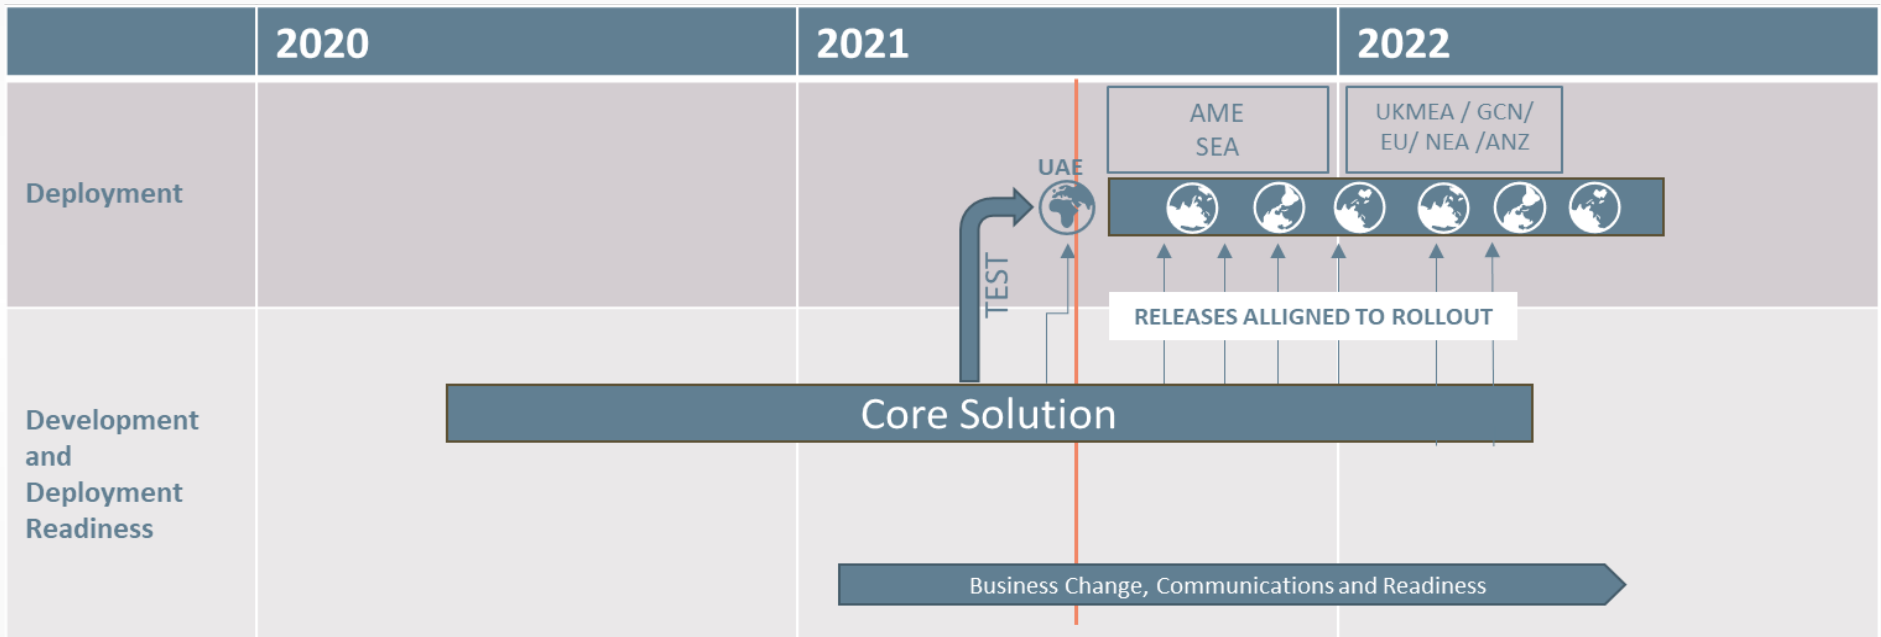 2020
2021
2022
Deployment
AME
SEA
UKMEA / GCN/
EU/ NEA /ANZ
UAE
TEST
RELEASES ALLIGNED TO ROLLOUT
Development
and
Deployment
Readiness
Core Solution
Business Change, Communications and Readiness